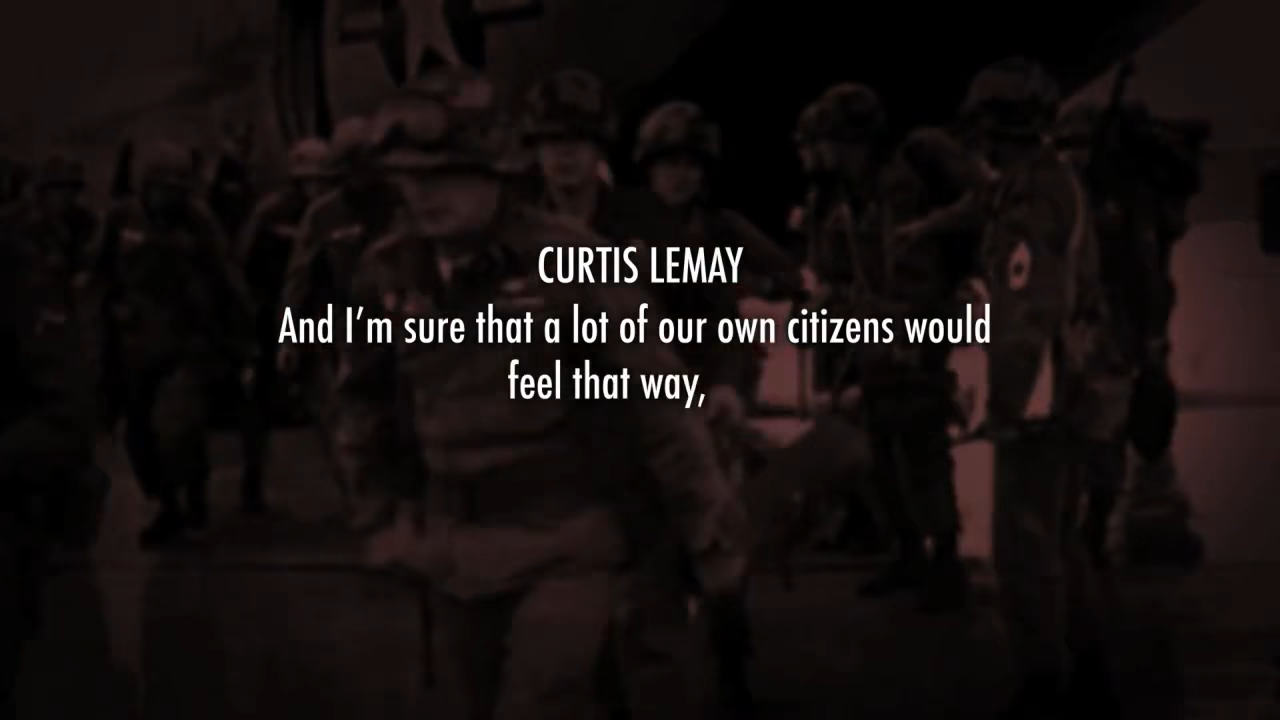 CURTIS LEMAY
And I’m sure that a lot of our own citizens would
feel that way,